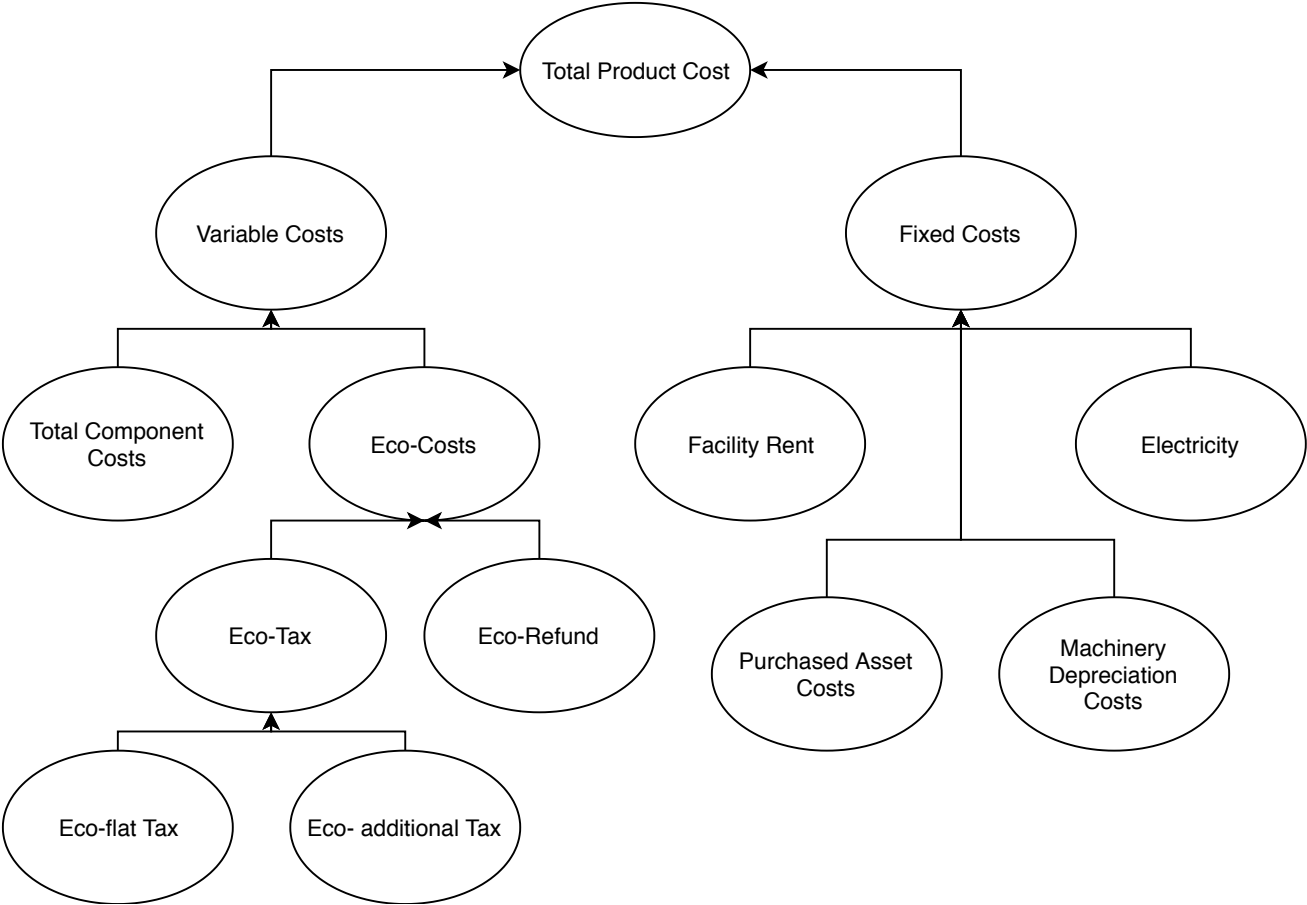 Total Product Cost
Variable Costs
Fixed Costs
Total Component
Costs
Eco-Costs
Facility Rent
Electricity
Eco-Tax
Eco-Refund
Purchased Asset
Costs
Machinery
Depreciation
Costs
Eco-flat Tax
Eco- additional Tax